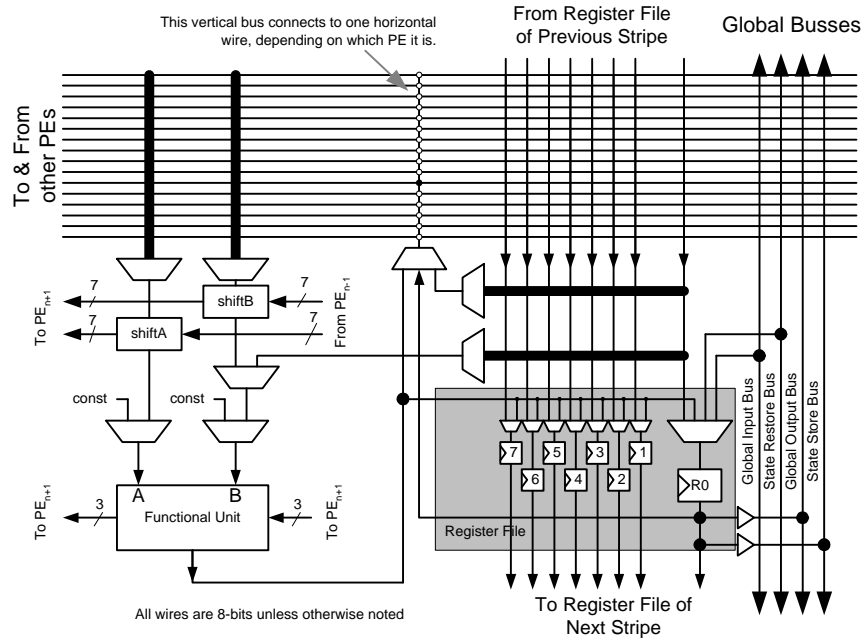 This vertical bus connects to one horizontal
wire, depending on which PE it is.
From Register File
of Previous Stripe
Global Busses
To & From
other PEs
7
To PEn+1
shiftB
7
From PEn-1
7
To PEn+1
shiftA
7
const
const
A
B
Functional Unit
3
To PEn+1
3
To PEn+1
7
6
5
4
3
2
1
R0
Register File
Global Input Bus
State Restore Bus
Global Output Bus
State Store Bus
All wires are 8-bits unless otherwise noted
To Register File of
Next Stripe